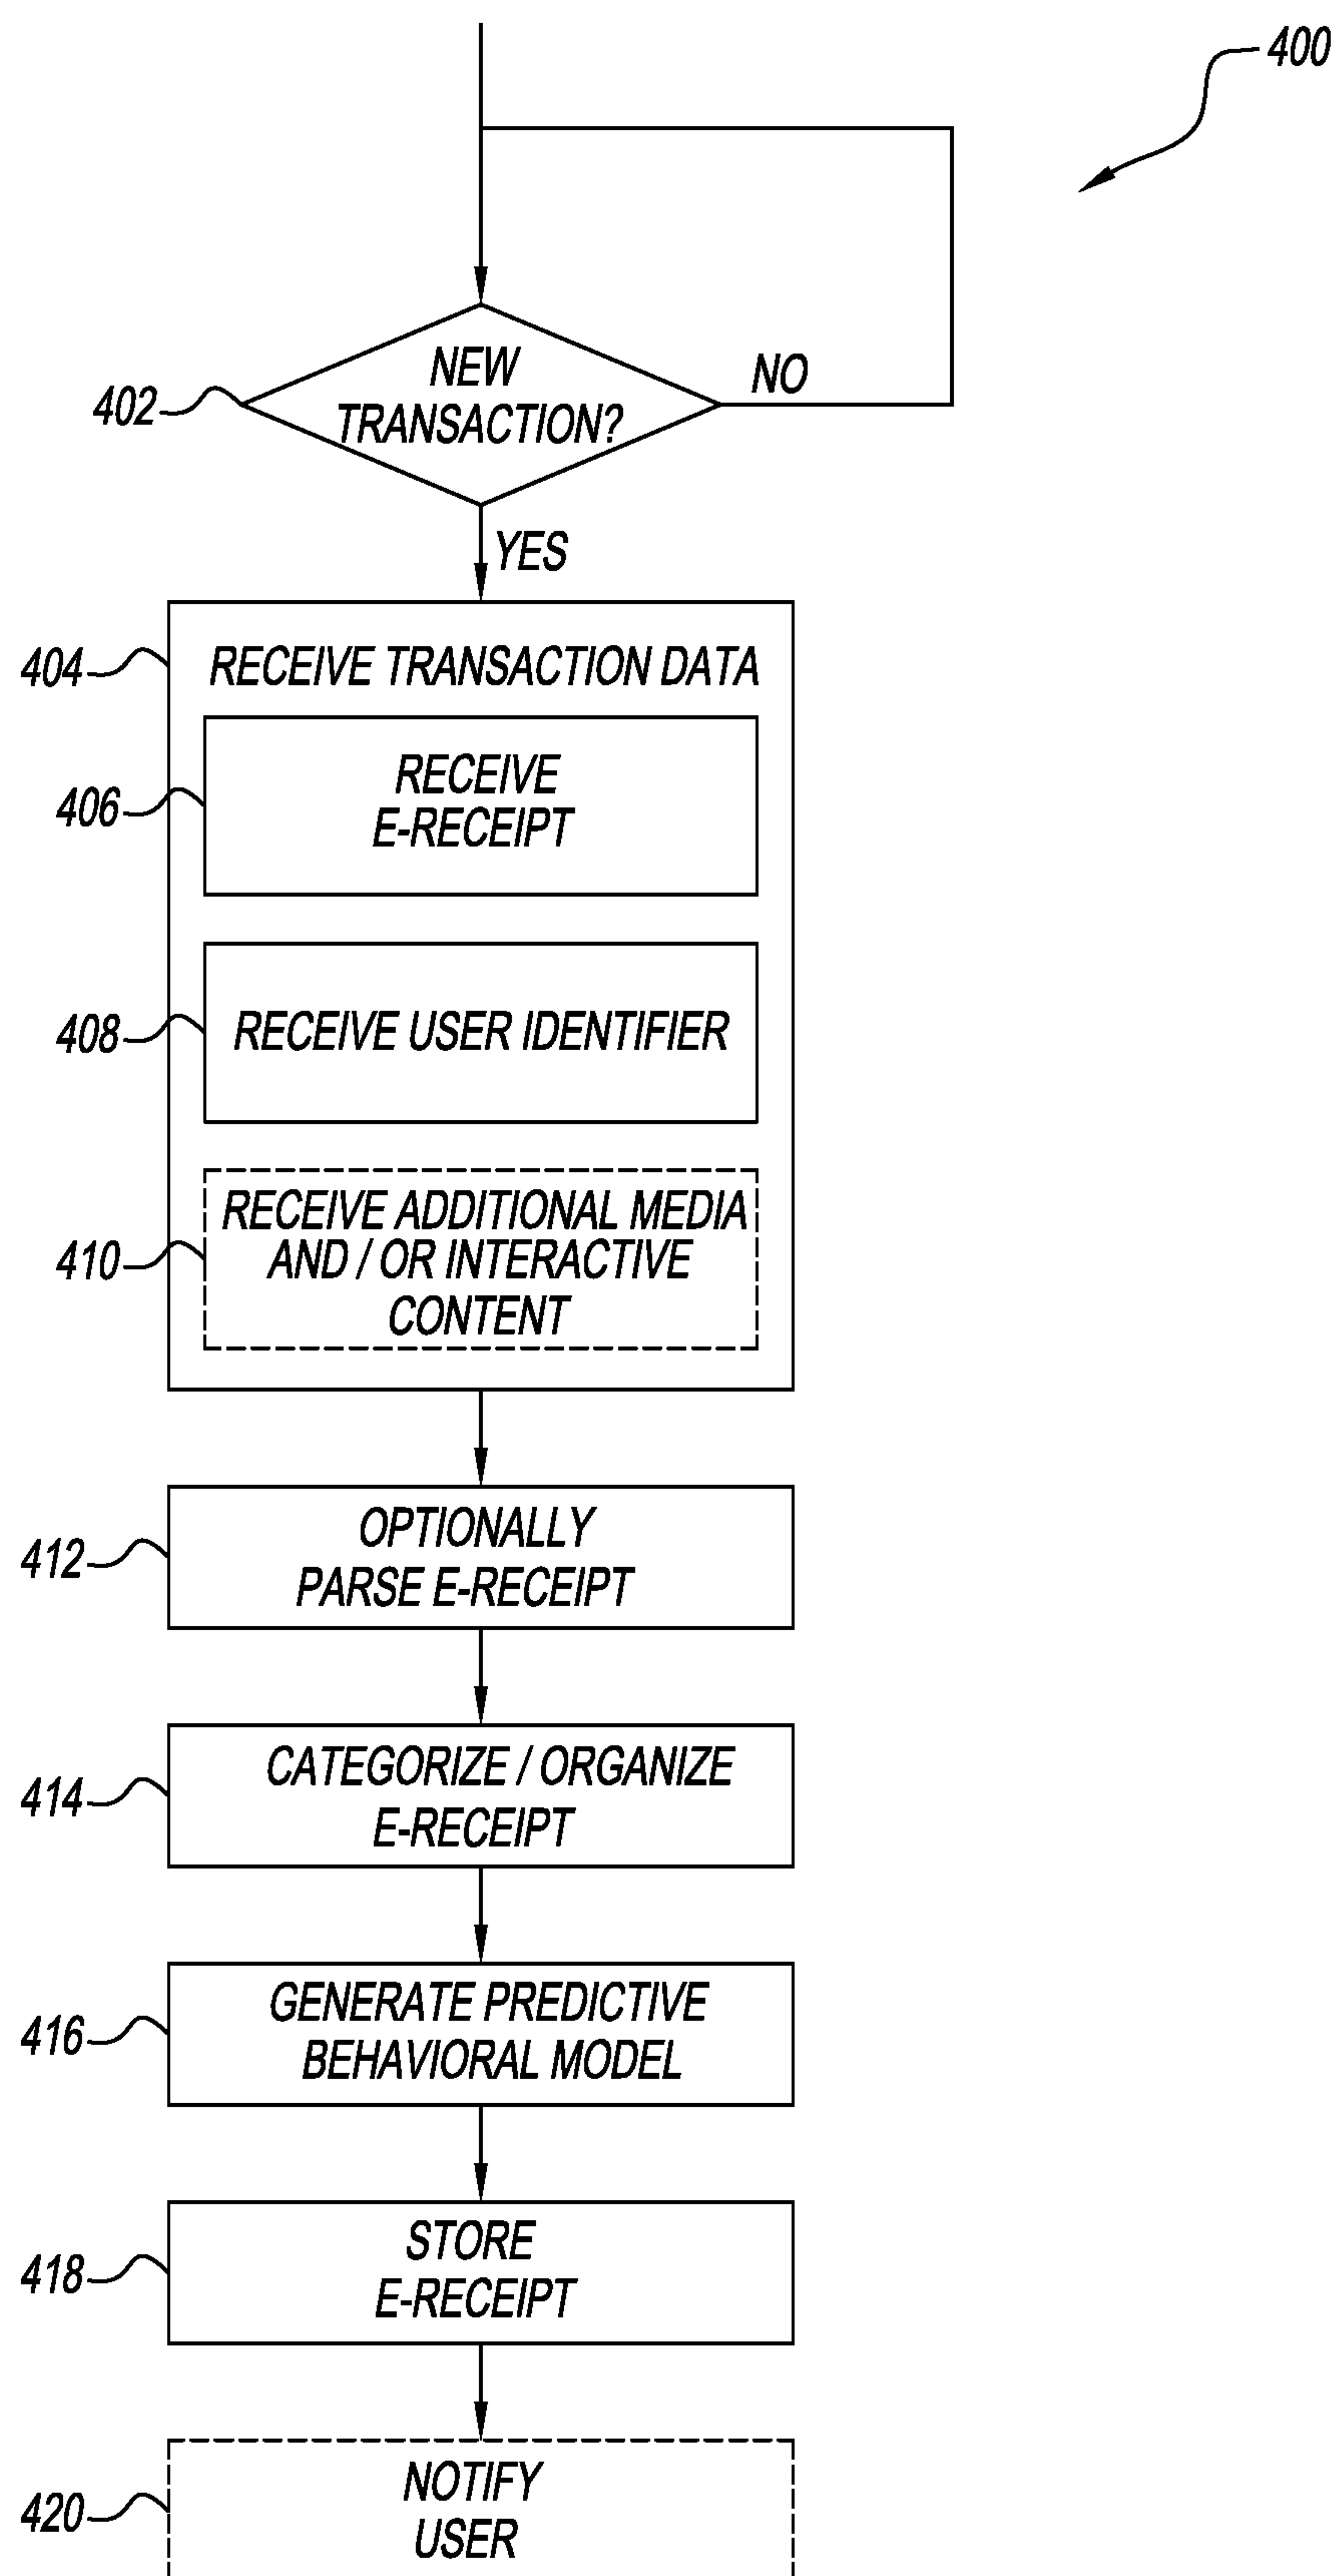 400
NEW
402
TRANSACTION?
NO
YES
404
RECEIVE TRANSACTION DATA
406
RECEIVE
E-RECEIPT
408
RECEIVE USER IDENTIFIER
410
RECEIVE ADDITIONAL MEDIA
AND / OR INTERACTIVE
CONTENT
412
OPTIONALLY
PARSE E-RECEIPT
414
CATEGORIZE / ORGANIZE
E-RECEIPT
416
GENERATE PREDICTIVE
BEHAVIORAL MODEL
418
STORE
E-RECEIPT
420
NOTIFY
USER